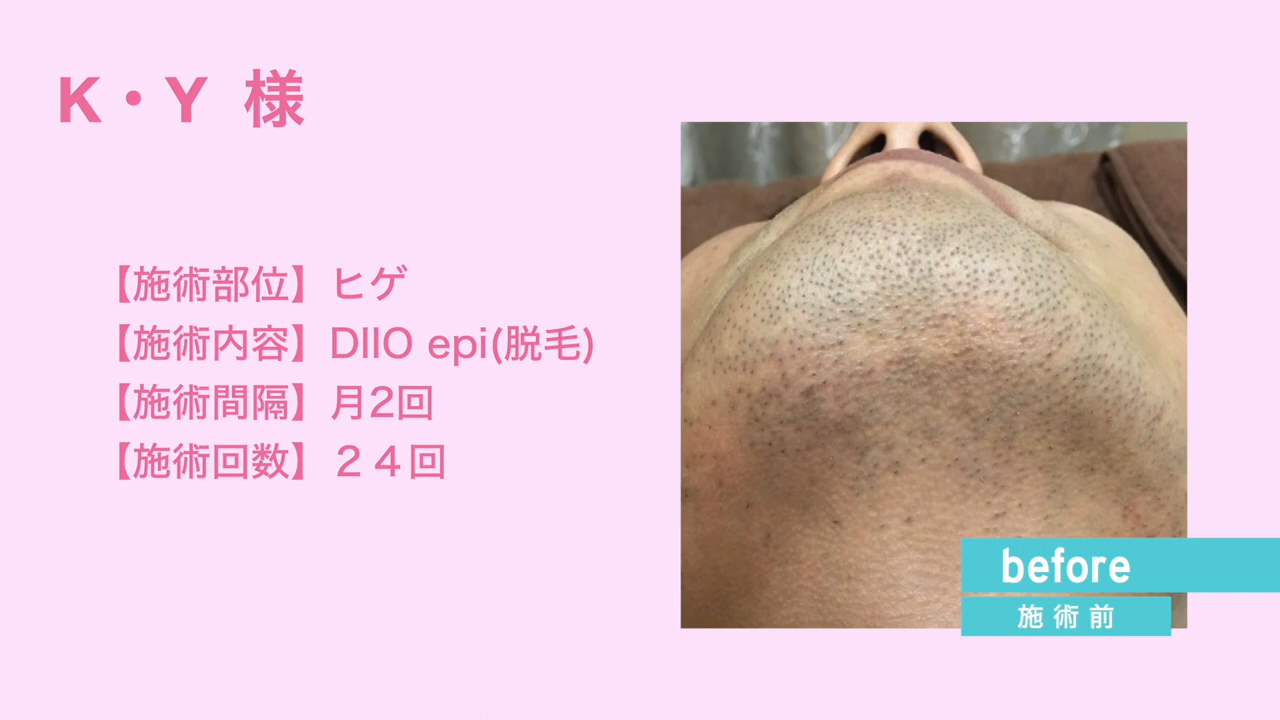 K・Y 様
【施術部位】ヒゲ
【施術内容】DIIO epi(脱毛)
【施術間隔】月2回
【施術回数】２４回
before
施術前